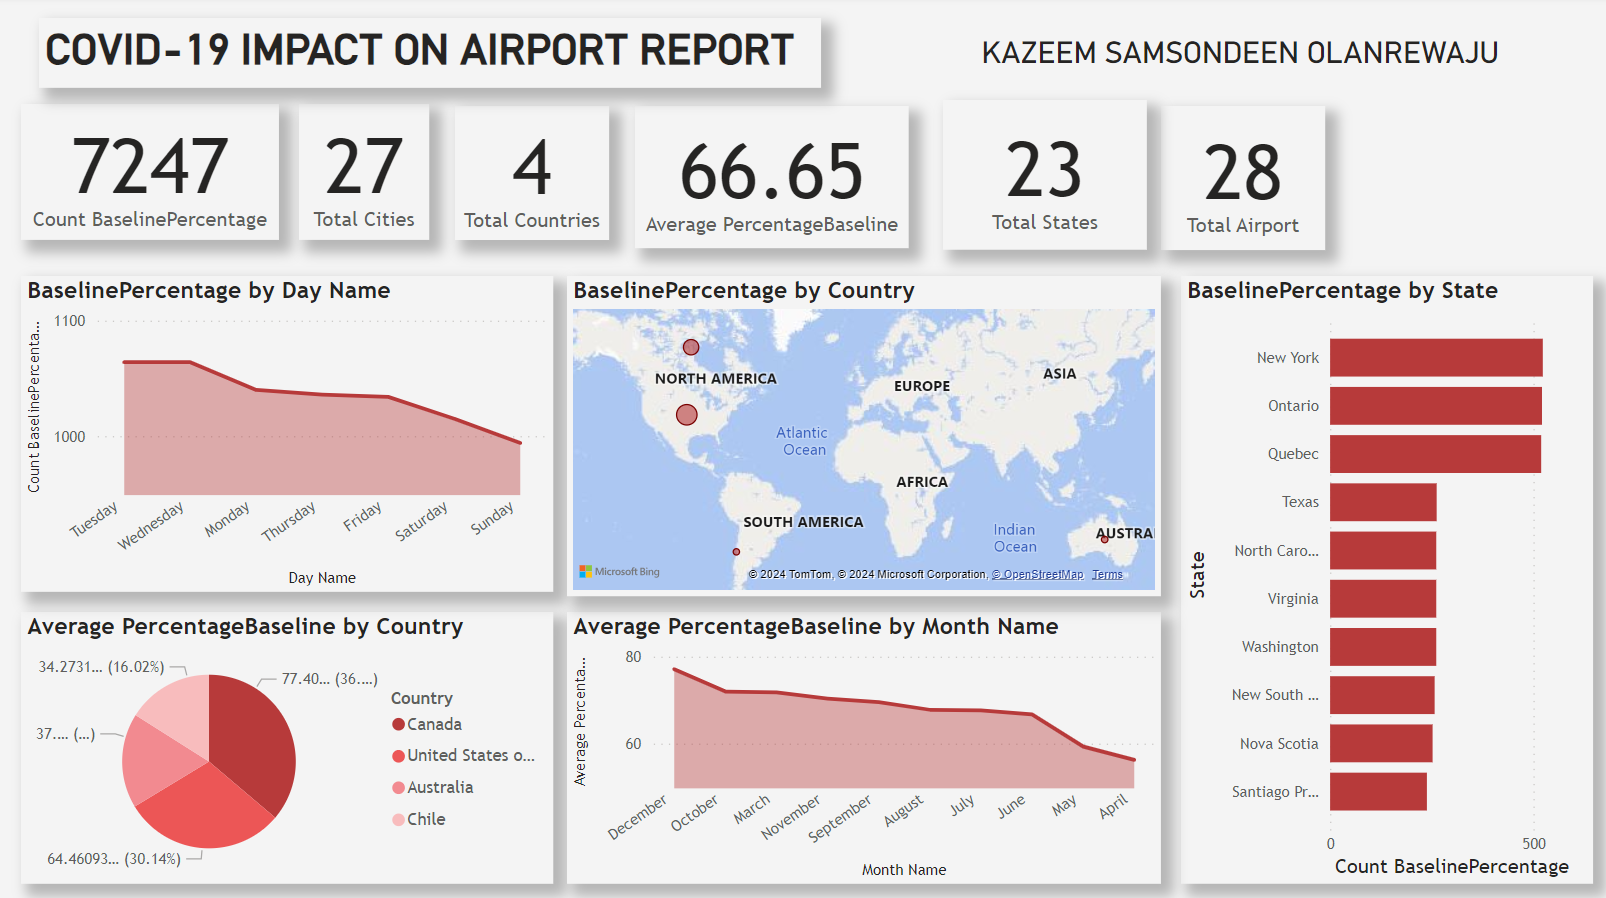 COVID-19 IMPACT ON AIRPORT REPORT
KAZEEM SAMSONDEEN OLANREWAJU
7247
Count BaselinePercentage
27
Total Cities
4
Total Countries
66.65
Average PercentageBaseline
23
Total States
28
Total Airport
BaselinePercentage by Day Name
Count BaselinePercenta...
1100
1000
Tuesday
Wednesday
Monday
Thursday
Friday
Saturday
Sunday
Day Name
BaselinePercentage by Country
NORTH AMERICA
EUROPE
ASIA
Atlantic
Ocean
AFRICA
SOUTH AMERICA
Indian
Ocean
AUSTRA
Microsoft Bing
© 2024 TomTom, © 2024 Microsoft Corporation, © OpenStreetMap Terms
BaselinePercentage by State
State
New York
Ontario
Quebec
Texas
North Caro...
Virginia
Washington
New South ...
Nova Scotia
Santiago Pr...
0
500
Count BaselinePercentage
Average PercentageBaseline by Country
34.2731... (16.02%)
77.40... (36....)
37.... (...)
64.46093... (30.14%)
Country
Canada
United States o...
Australia
Chile
Average PercentageBaseline by Month Name
Average Percenta...
80
60
December
October
March
November
September
August
July
June
May
April
Month Name